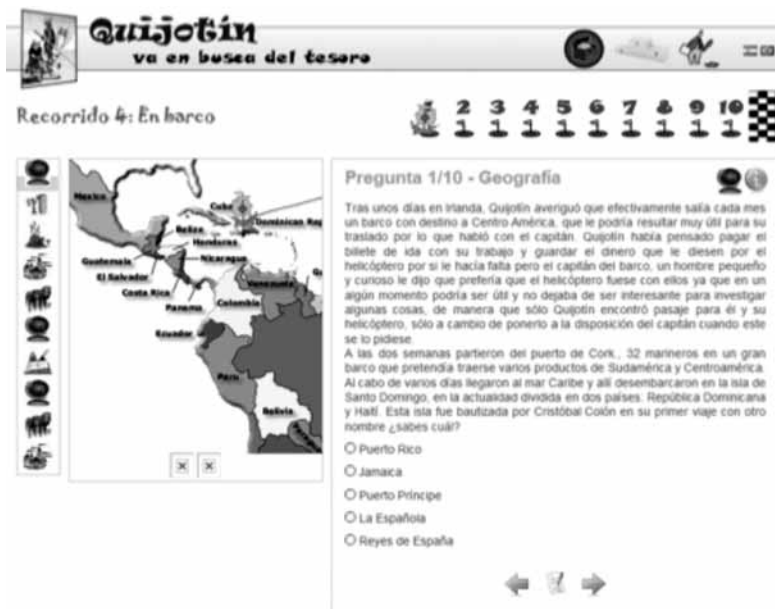 Quijotín
va en busca del tesoro
Recorrido 4: En barco
2 3 4 5 6 7 8 9 10
Mexico
Cuba
Dominican Rep
Belize
Honduras
Guatemala
Nicaragua
El Salvador
Costa Rica
Panama
Venezuela
Colombia
Ecuador
Peru
Bolivia
Pregunta 1/10 - Geografía
Tras unos días en Irlanda, Quijotín averiguó que efectivamente salía cada mes
un barco con destino a Centro América, que le podría resultar muy útil para su
traslado por lo que habló con el capitán. Quijotín había pensado pagar el
billete de ida con su trabajo y guardar el dinero que le diesen por el
helicóptero por si le hacía falta pero el capitán del barco, un hombre pequeño
y curioso le dijo que prefería que el helicóptero fuese con ellos ya que en un
algún momento podría ser útil y no dejaba de ser interesante para investigar
algunas cosas, de manera que sólo Quijotín encontró pasaje para él y su
helicóptero, sólo a cambio de ponerlo a la disposición del capitán cuando este
se lo pidiese.
A las dos semanas partieron del puerto de Cork., 32 marineros en un gran
barco que pretendía traerse varios productos de Sudamérica y Centroamérica.
Al cabo de varios días llegaron al mar Caribe y allí desembarcaron en la isla de
Santo Domingo, en la actualidad dividida en dos países: República Dominicana
y Haití. Esta isla fue bautizada por Cristóbal Colón en su primer viaje con otro
nombre ¿sabes cuál?
Puerto Rico
Jamaica
Puerto Príncipe
La Española
Reyes de España